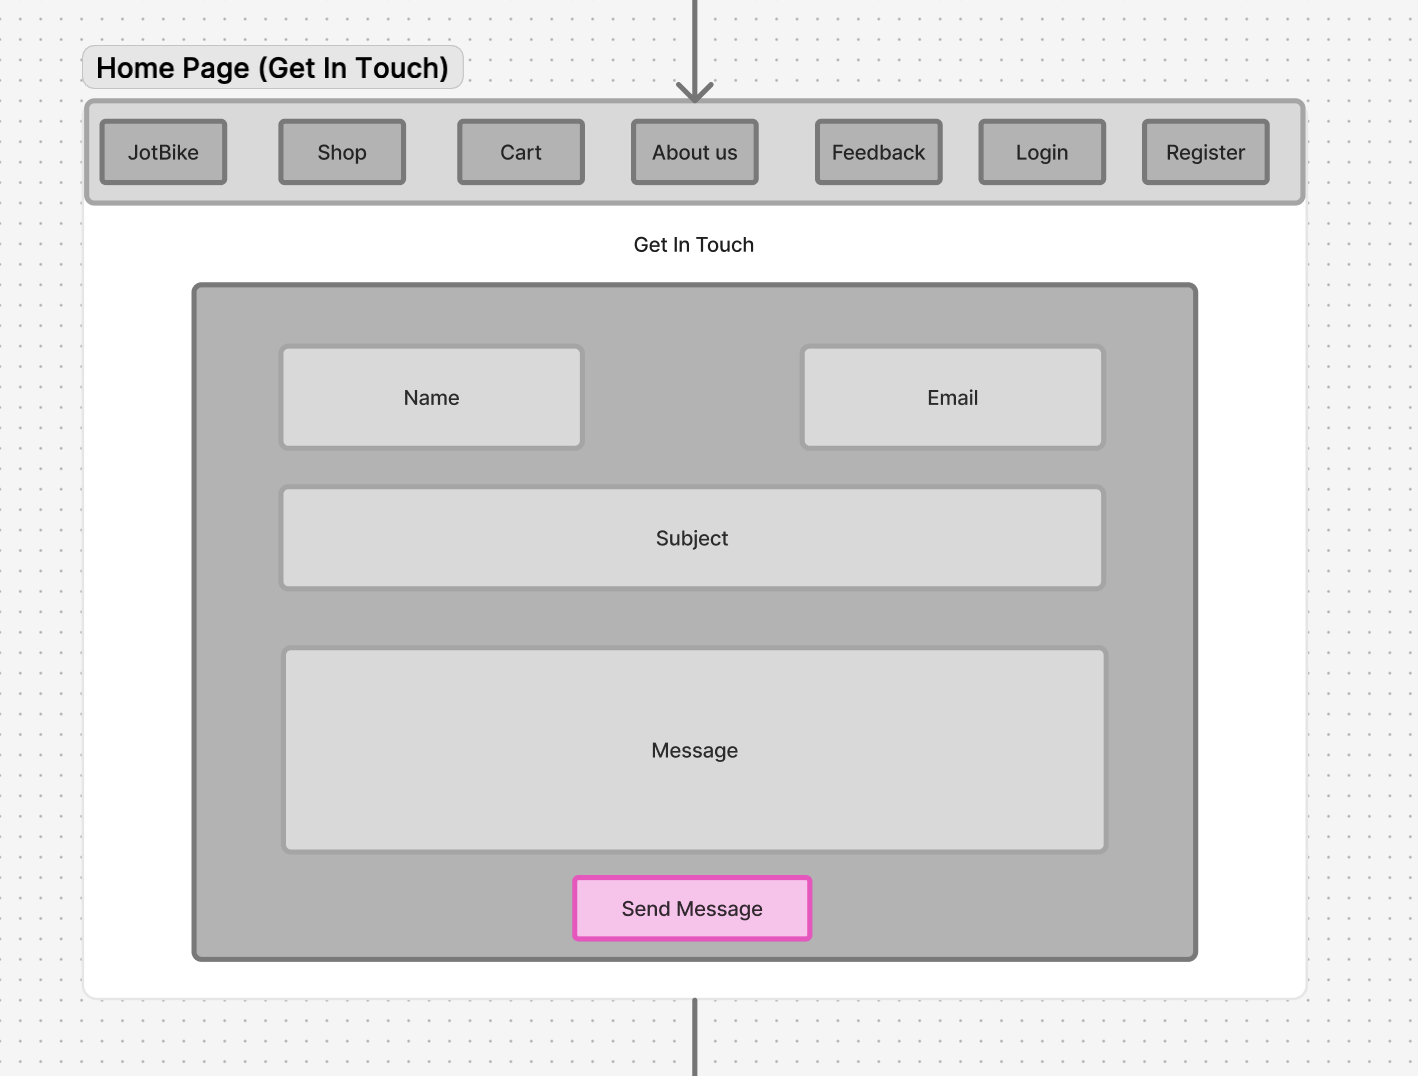 Home Page (Get In Touch)
JotBike
Shop
Cart
About us
Feedback
Login
Register
Get In Touch
Name
Email
Subject
Message
Send Message